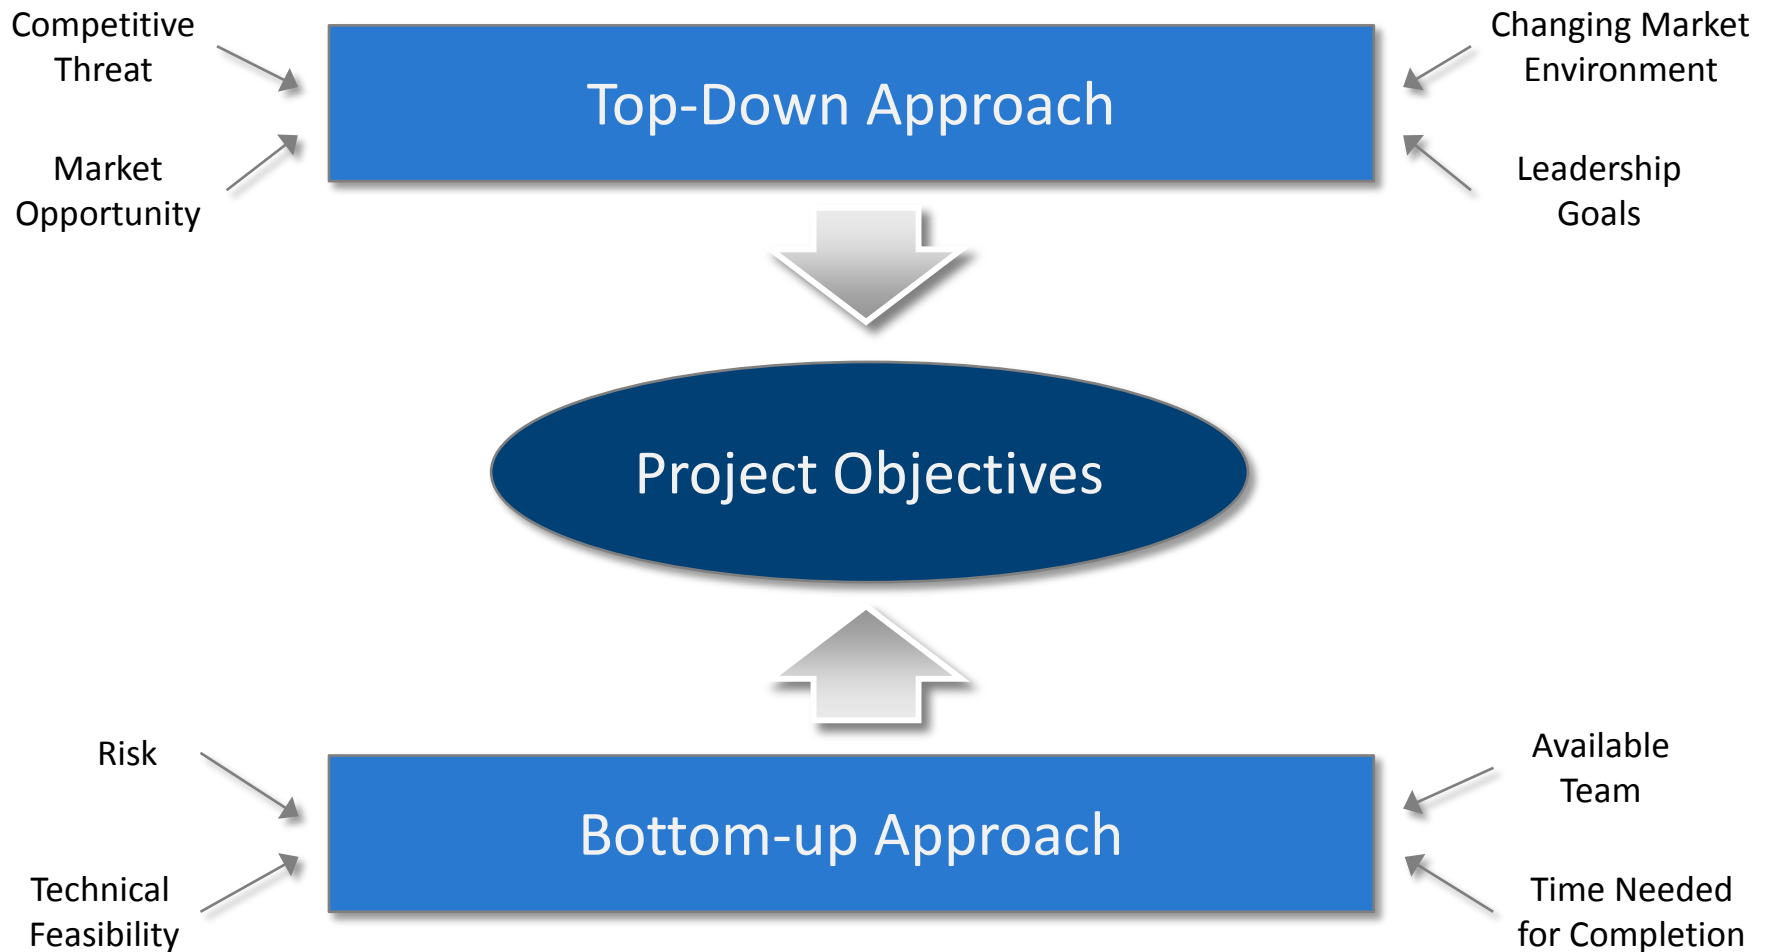 Competitive
Threat
Top-Down Approach
Changing Market
Environment
Market
Opportunity
Leadership
Goals
Project Objectives
Risk
Bottom-up Approach
Available
Team
Technical
Feasibility
Time Needed
for Completion